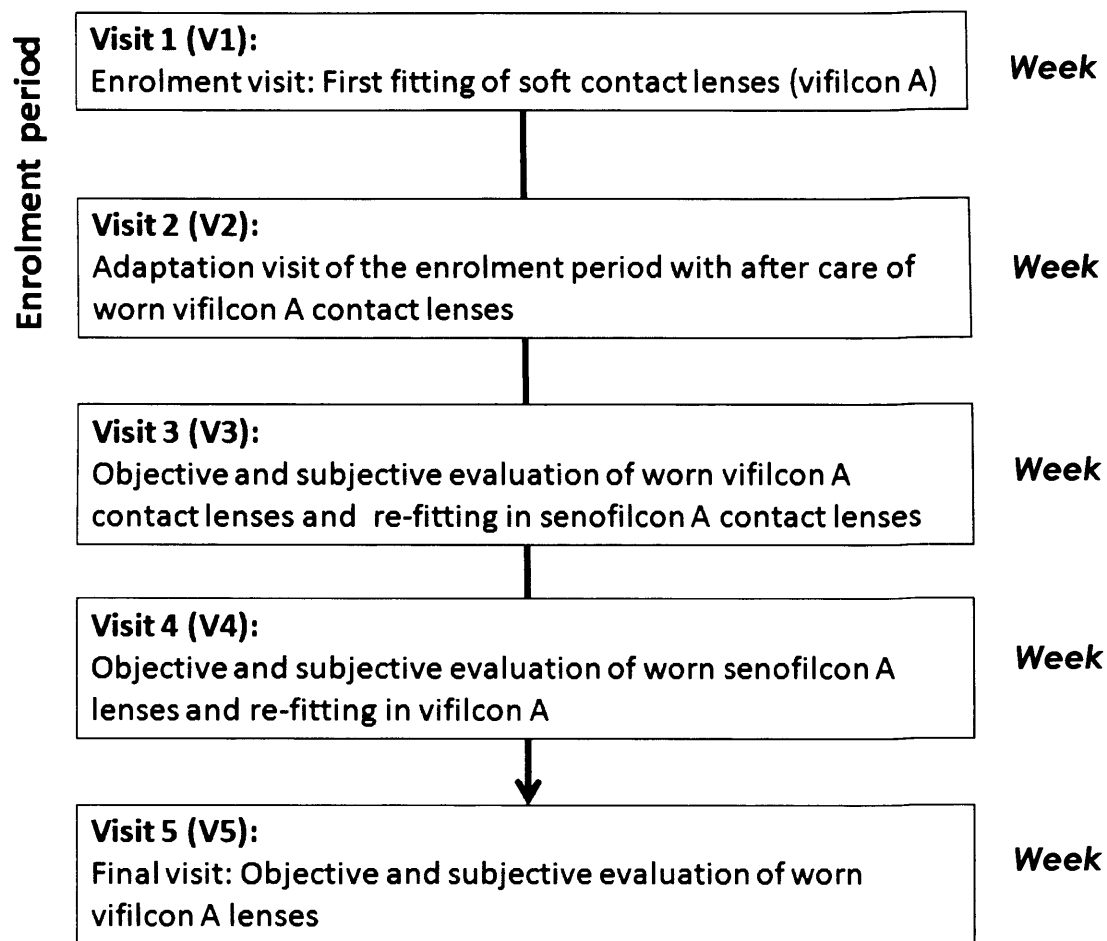 Enrolment period
Visit 1 (V1):
Enrolment visit: First fitting of soft contact lenses (vifilcon A)
Week
Visit 2 (V2):
Adaptation visit of the enrolment period with after care of
worn vifilcon A contact lenses
Week
Visit 3 (V3):
Objective and subjective evaluation of worn vifilcon A
contact lenses and re-fitting in senofilcon A contact lenses
Week
Visit 4 (V4):
Objective and subjective evaluation of worn senofilcon A
lenses and re-fitting in vifilcon A
Week
Visit 5 (V5):
Final visit: Objective and subjective evaluation of worn
vifilcon A lenses
Week